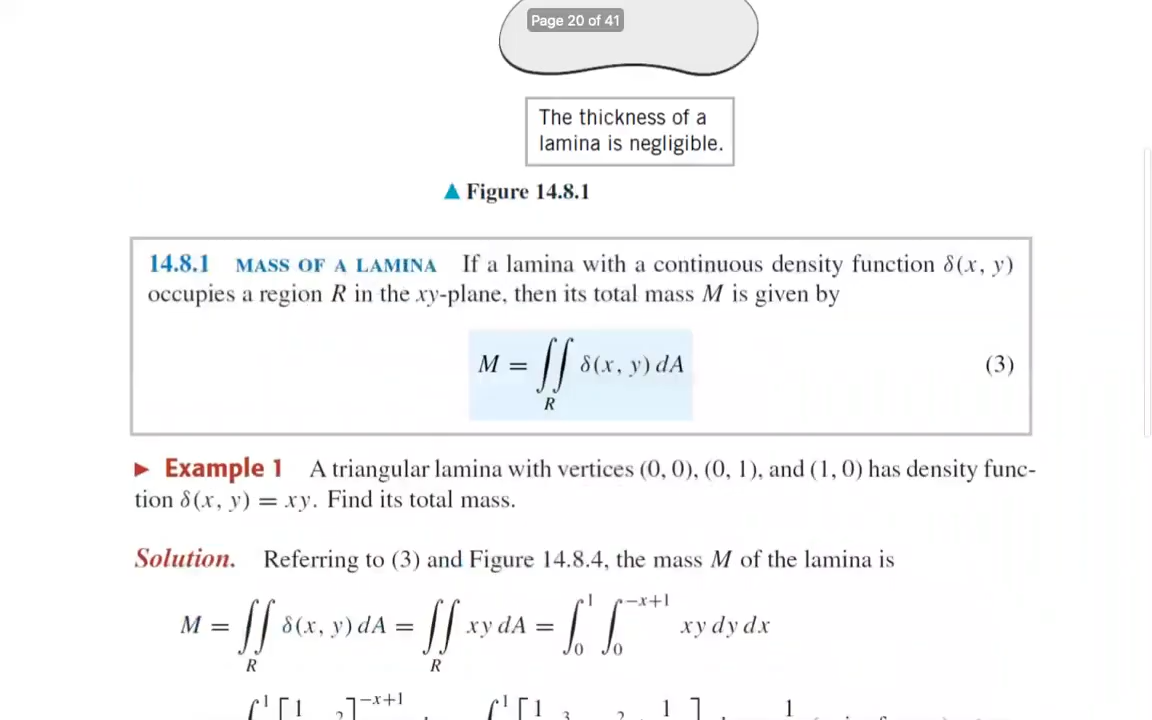 Page 20 of 41
The thickness of a
lamina is negligible.
▲ Figure 14.8.1
14.8.1 MASS OF A LAMINA If a lamina with a continuous density function δ(x, y)
occupies a region R in the xy-plane, then its total mass M is given by
M = ∬_R δ(x, y) dA (3)
► Example 1 A triangular lamina with vertices (0, 0), (0, 1), and (1, 0) has density func-
tion δ(x, y) = xy. Find its total mass.
Solution. Referring to (3) and Figure 14.8.4, the mass M of the lamina is
M = ∬_R δ(x, y) dA = ∬_R xy dA = ∫_0^1 ∫_0^{−x+1} xy dy dx